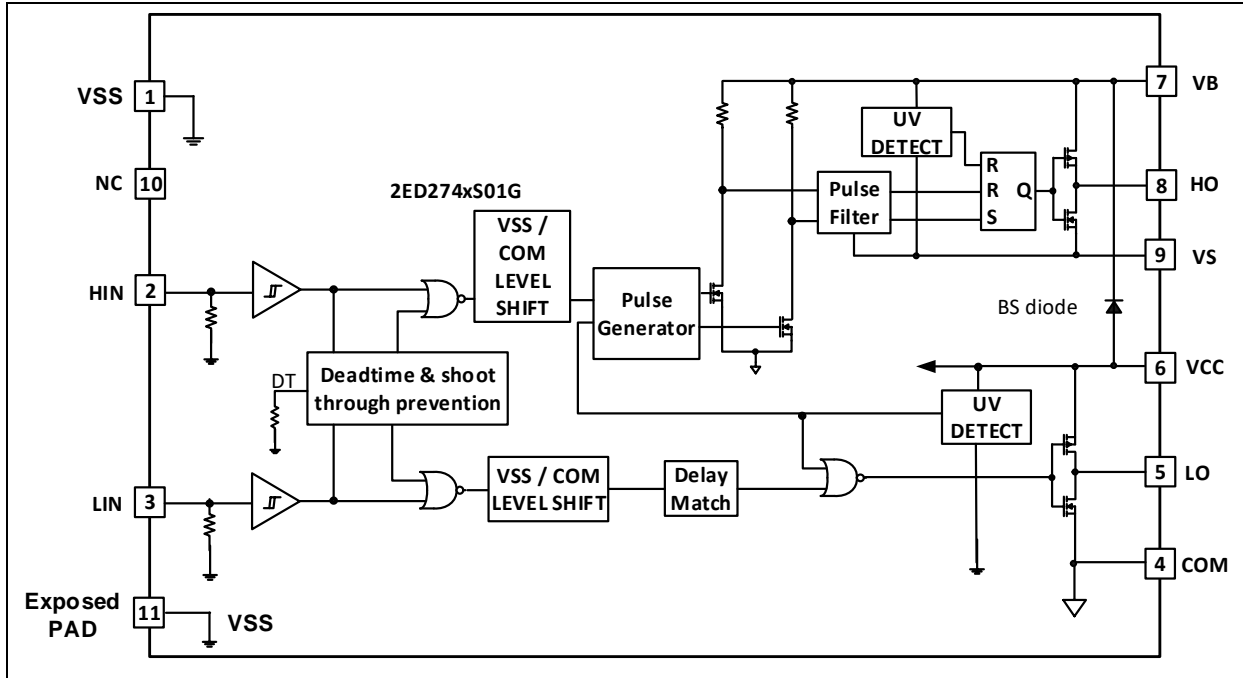 VSS
1
NC
10
HIN
2
LIN
3
Exposed
PAD
11
VSS
2ED274xS01G
VSS /
COM
LEVEL
SHIFT
DT
Deadtime & shoot
through prevention
VSS / COM
LEVEL SHIFT
Pulse
Generator
Delay
Match
UV
DETECT
Pulse
Filter
R
R
S
Q
BS diode
UV
DETECT
7
VB
8
HO
9
VS
6
VCC
5
LO
4
COM